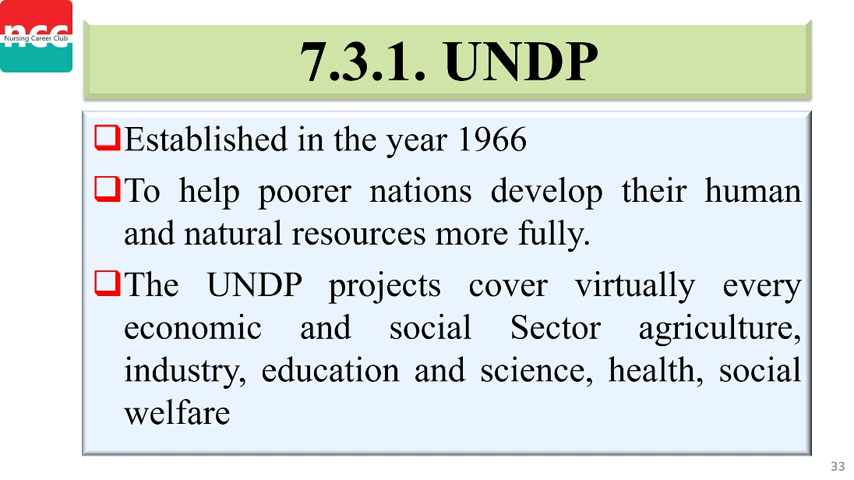 ncc
Nursing Career Club
7.3.1. UNDP
Established in the year 1966
To help poorer nations develop their human
and natural resources more fully.
The UNDP projects cover virtually every
economic and social Sector agriculture,
industry, education and science, health, social
welfare
33